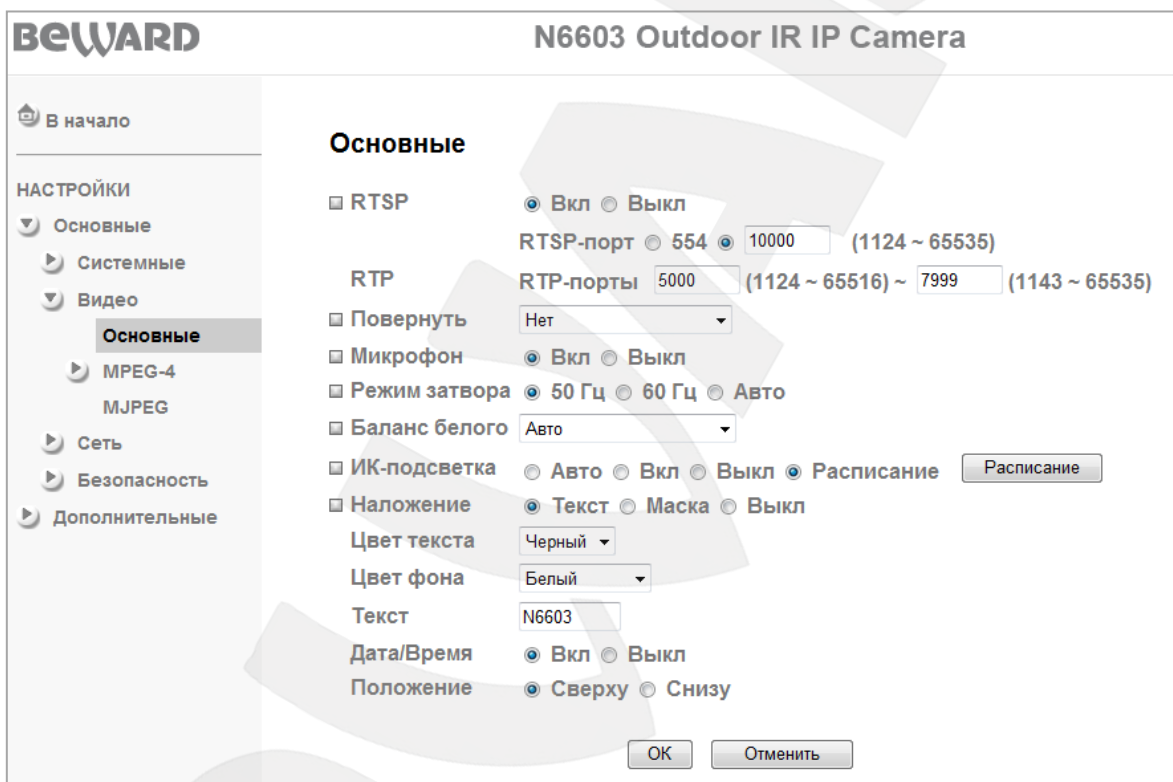 BEWARD
N6603 Outdoor IR IP Camera
В начало
НАСТРОЙКИ
Основные
Системные
Видео
Основные
MPEG-4
MJPEG
Сеть
Безопасность
Дополнительные
Основные
RTSP Вкл Выкл
RTSP-порт 554 10000 (1124 ~ 65535)
RTP RTP-порты 5000 (1124 ~ 65516) ~ 7999 (1143 ~ 65535)
Повернуть Нет
Микрофон Вкл Выкл
Режим затвора 50 Гц 60 Гц Авто
Баланс белого Авто
ИК-подсветка Авто Вкл Выкл Расписание Расписание
Наложение Текст Маска Выкл
Цвет текста Черный
Цвет фона Белый
Текст N6603
Дата/Время Вкл Выкл
Положение Сверху Снизу
OK Отменить